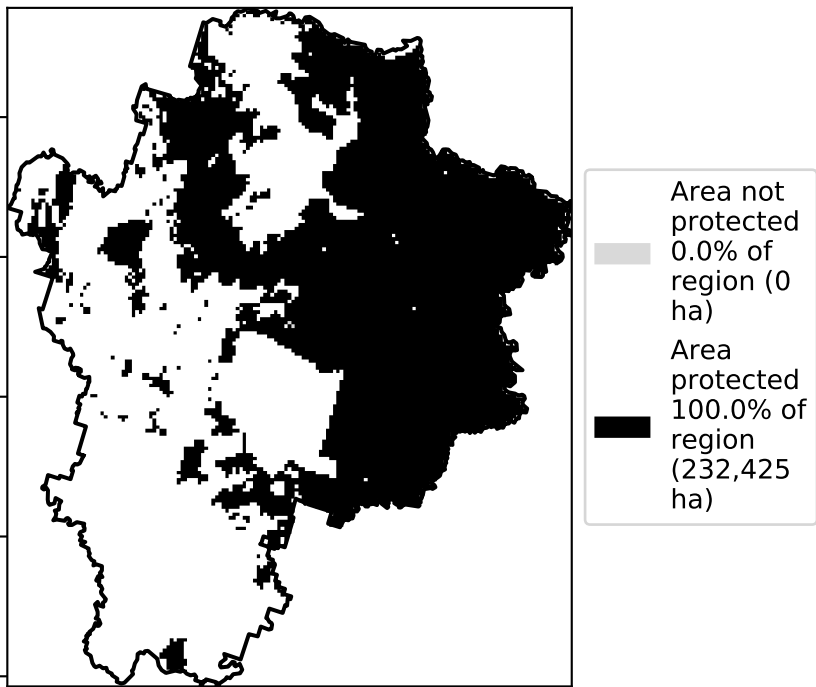 Area not
protected
0.0% of
region (0
ha)
Area
protected
100.0% of
region
(232,425
ha)